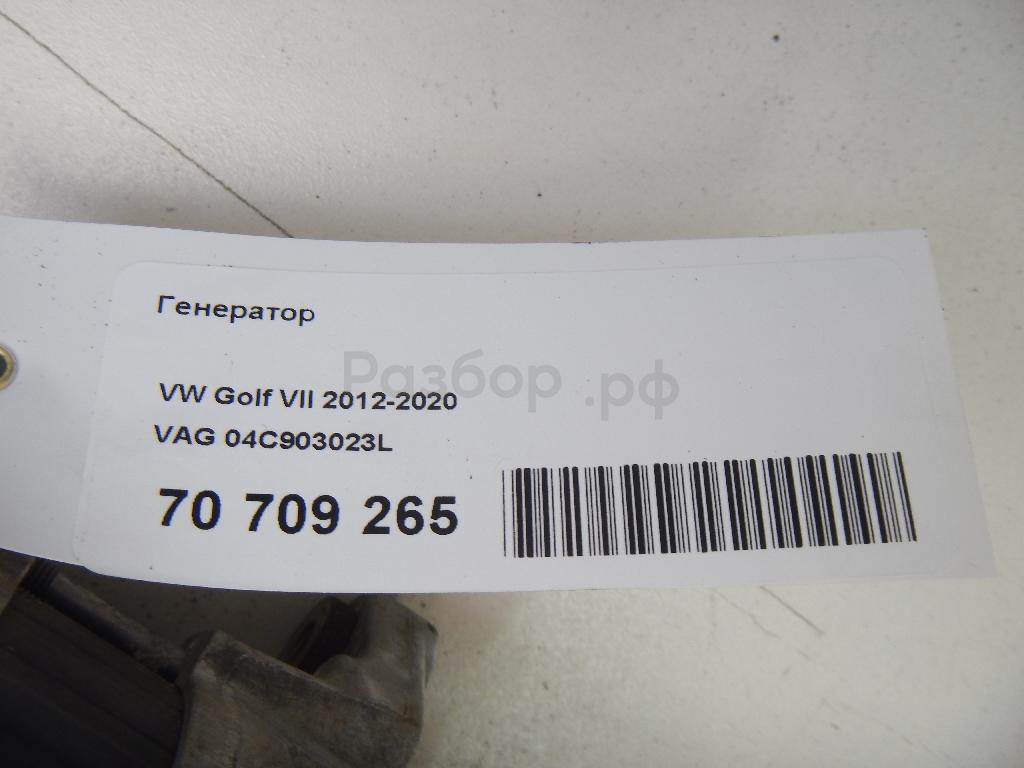 Генератор
Разбор.рф
VW Golf VII 2012-2020
VAG 04C903023L
70 709 265